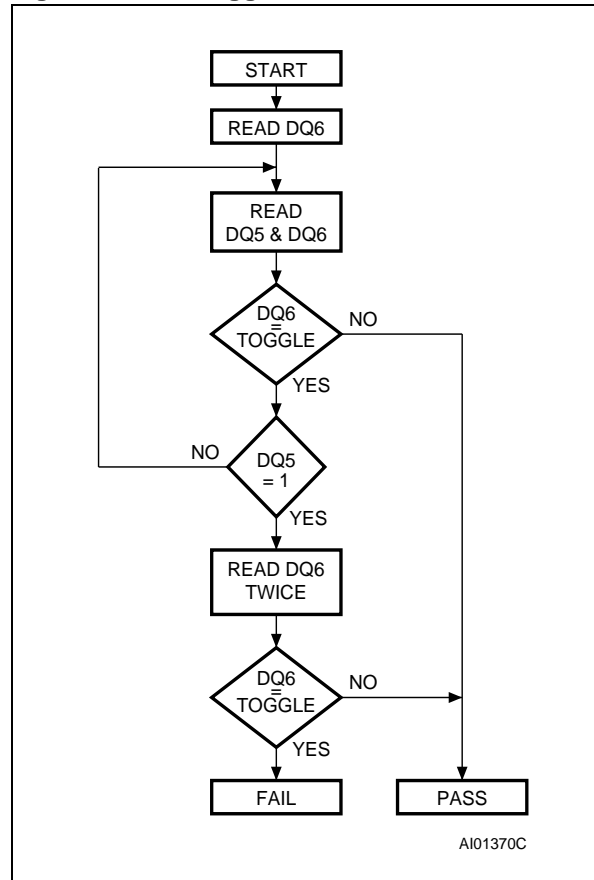 START
READ DQ6
READ
DQ5 & DQ6
DQ6
=
TOGGLE
NO
YES
NO
DQ5
= 1
YES
READ DQ6
TWICE
DQ6
=
TOGGLE
NO
YES
FAIL
PASS
AI01370C